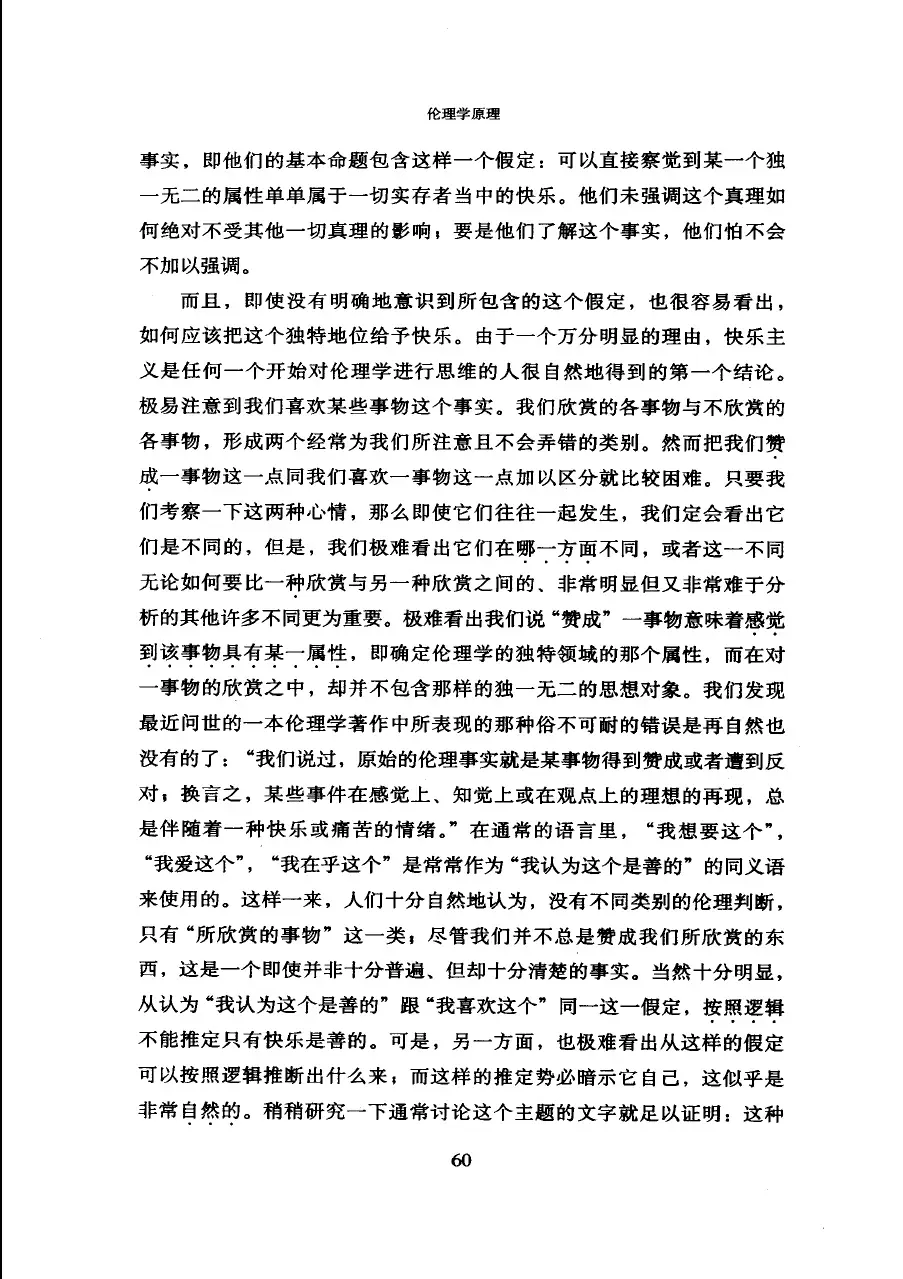 伦理学原理
事实，即他们的基本命题包含这样一个假定：可以直接察觉到某一个独
一无二的属性单单属于一切实存者当中的快乐。他们未强调这个真理如
何绝对不受其他一切真理的影响；要是他们了解这个事实，他们怕不会
不加以强调。
而且，即使没有明确地意识到所包含的这个假定，也很容易看出，
如何应该把这个独特地位给予快乐。由于一个万分明显的理由，快乐主
义是任何一个开始对伦理学进行思维的人很自然地得到的第一个结论。
极易注意到我们喜欢某些事物这个事实。我们欣赏的各事物与不欣赏的
各事物，形成两个经常为我们所注意且不会弄错的类别。然而把我们赞
成一事物这一点同我们喜欢一事物这一点加以区分就比较困难。只要我
们考察一下这两种心情，那么即使它们往往一起发生，我们定会看出它
们是不同的，但是，我们极难看出它们在哪一方面不同，或者这一不同
无论如何要比一种欣赏与另一种欣赏之间的、非常明显但又非常难于分
析的其他许多不同更为重要。极难看出我们说“赞成”一事物意味着感觉
到该事物具有某一属性，即确定伦理学的独特领域的那个属性，而在对
一事物的欣赏之中，却并不包含那样的独一无二的思想对象。我们发现
最近问世的一本伦理学著作中所表现的那种俗不可耐的错误是再自然也
没有的了：“我们说过，原始的伦理事实就是某事物得到赞成或者遭到反
对；换言之，某些事件在感觉上、知觉上或在观点上的理想的再现，总
是伴随着一种快乐或痛苦的情绪。”在通常的语言里，“我想要这个”，
“我爱这个”，“我在乎这个”是常常作为“我认为这个是善的”的同义语
来使用的。这样一来，人们十分自然地认为，没有不同类别的伦理判断，
只有“所欣赏的事物”这一类；尽管我们并不总是赞成我们所欣赏的东
西，这是一个即使并非十分普遍、但却十分清楚的事实。当然十分明显，
从认为“我认为这个是善的”跟“我喜欢这个”同一这一假定，按照逻辑
不能推定只有快乐是善的。可是，另一方面，也极难看出从这样的假定
可以按照逻辑推断出什么来；而这样的推定势必暗示它自己，这似乎是
非常自然的。稍稍研究一下通常讨论这个主题的文字就足以证明：这种
60